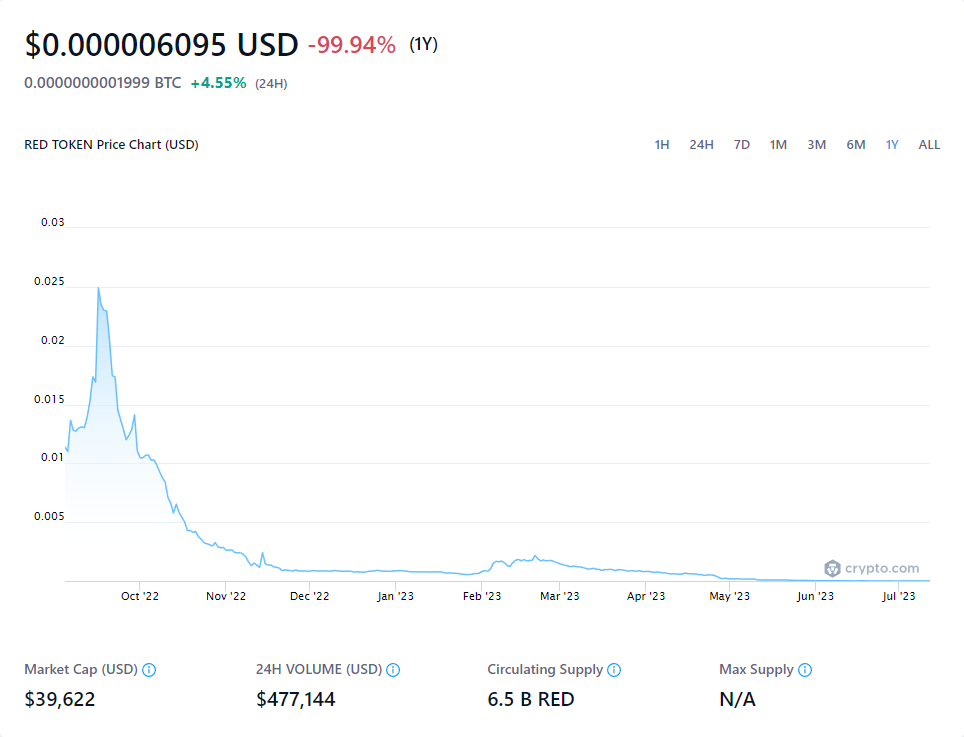 $0.000006095 USD -99.94% (1Y)
0.0000000001999 BTC +4.55% (24H)
RED TOKEN Price Chart (USD) 1H 24H 7D 1M 3M 6M 1Y ALL
0.03
0.025
0.02
0.015
0.01
0.005
crypto.com
Oct '22 Nov '22 Dec '22 Jan '23 Feb '23 Mar '23 Apr '23 May '23 Jun '23 Jul '23
Market Cap (USD) 24H VOLUME (USD) Circulating Supply Max Supply
$39,622 $477,144 6.5 B RED N/A